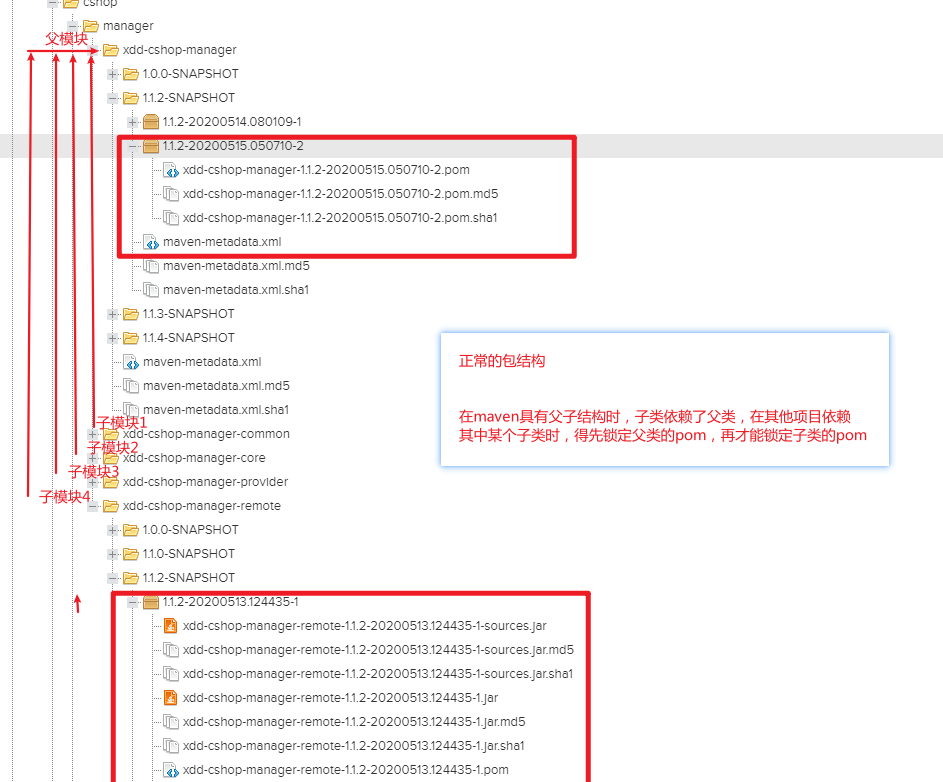 cshop
manager
父模块
xdd-cshop-manager
1.0.0-SNAPSHOT
1.1.2-SNAPSHOT
1.1.2-20200514.080109-1
1.1.2-20200515.050710-2
xdd-cshop-manager-1.1.2-20200515.050710-2.pom
xdd-cshop-manager-1.1.2-20200515.050710-2.pom.md5
xdd-cshop-manager-1.1.2-20200515.050710-2.pom.sha1
maven-metadata.xml
maven-metadata.xml.md5
maven-metadata.xml.sha1
1.1.3-SNAPSHOT
1.1.4-SNAPSHOT
maven-metadata.xml
maven-metadata.xml.md5
maven-metadata.xml.sha1
正常的包结构
在maven具有父子结构时，子类依赖了父类，在其他项目依赖
其中某个子类时，得先锁定父类的pom，再才能锁定子类的pom
子模块1
xdd-cshop-manager-common
子模块2
xdd-cshop-manager-core
子模块3
xdd-cshop-manager-provider
子模块4
xdd-cshop-manager-remote
1.0.0-SNAPSHOT
1.1.0-SNAPSHOT
1.1.2-SNAPSHOT
1.1.2-20200513.124435-1
xdd-cshop-manager-remote-1.1.2-20200513.124435-1-sources.jar
xdd-cshop-manager-remote-1.1.2-20200513.124435-1-sources.jar.md5
xdd-cshop-manager-remote-1.1.2-20200513.124435-1-sources.jar.sha1
xdd-cshop-manager-remote-1.1.2-20200513.124435-1.jar
xdd-cshop-manager-remote-1.1.2-20200513.124435-1.jar.md5
xdd-cshop-manager-remote-1.1.2-20200513.124435-1.jar.sha1
xdd-cshop-manager-remote-1.1.2-20200513.124435-1.pom